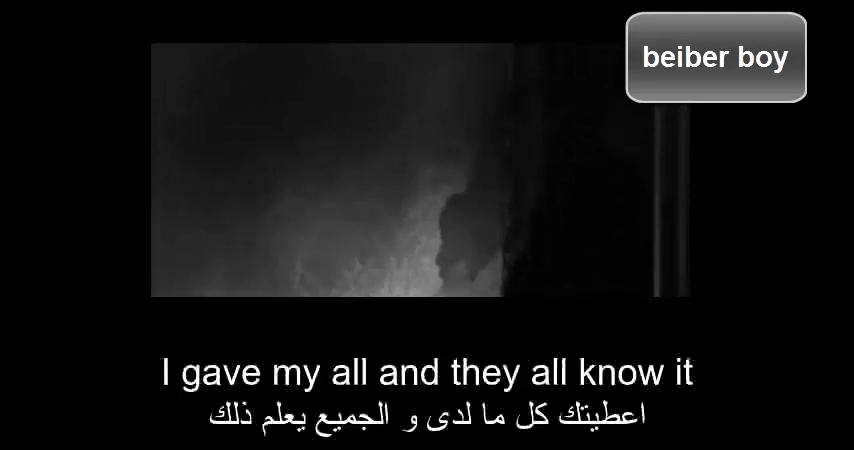 beiber boy
I gave my all and they all know it
اعطيتك كل ما لدى و الجميع يعلم ذلك